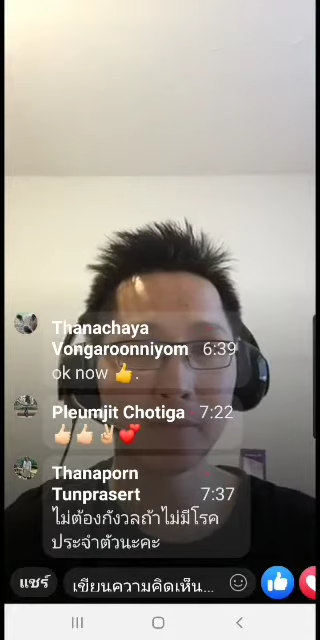 Thanachaya
Vongaroonniyom 6:39
ok now 👍.
Pleumjit Chotiga 7:22
👍🏻👍🏻✌🏻💕
Thanaporn
Tunprasert 7:37
ไม่ต้องกังวลถ้าไม่มีโรค
ประจำตัวนะคะ
แชร์ เขียนความคิดเห็น...